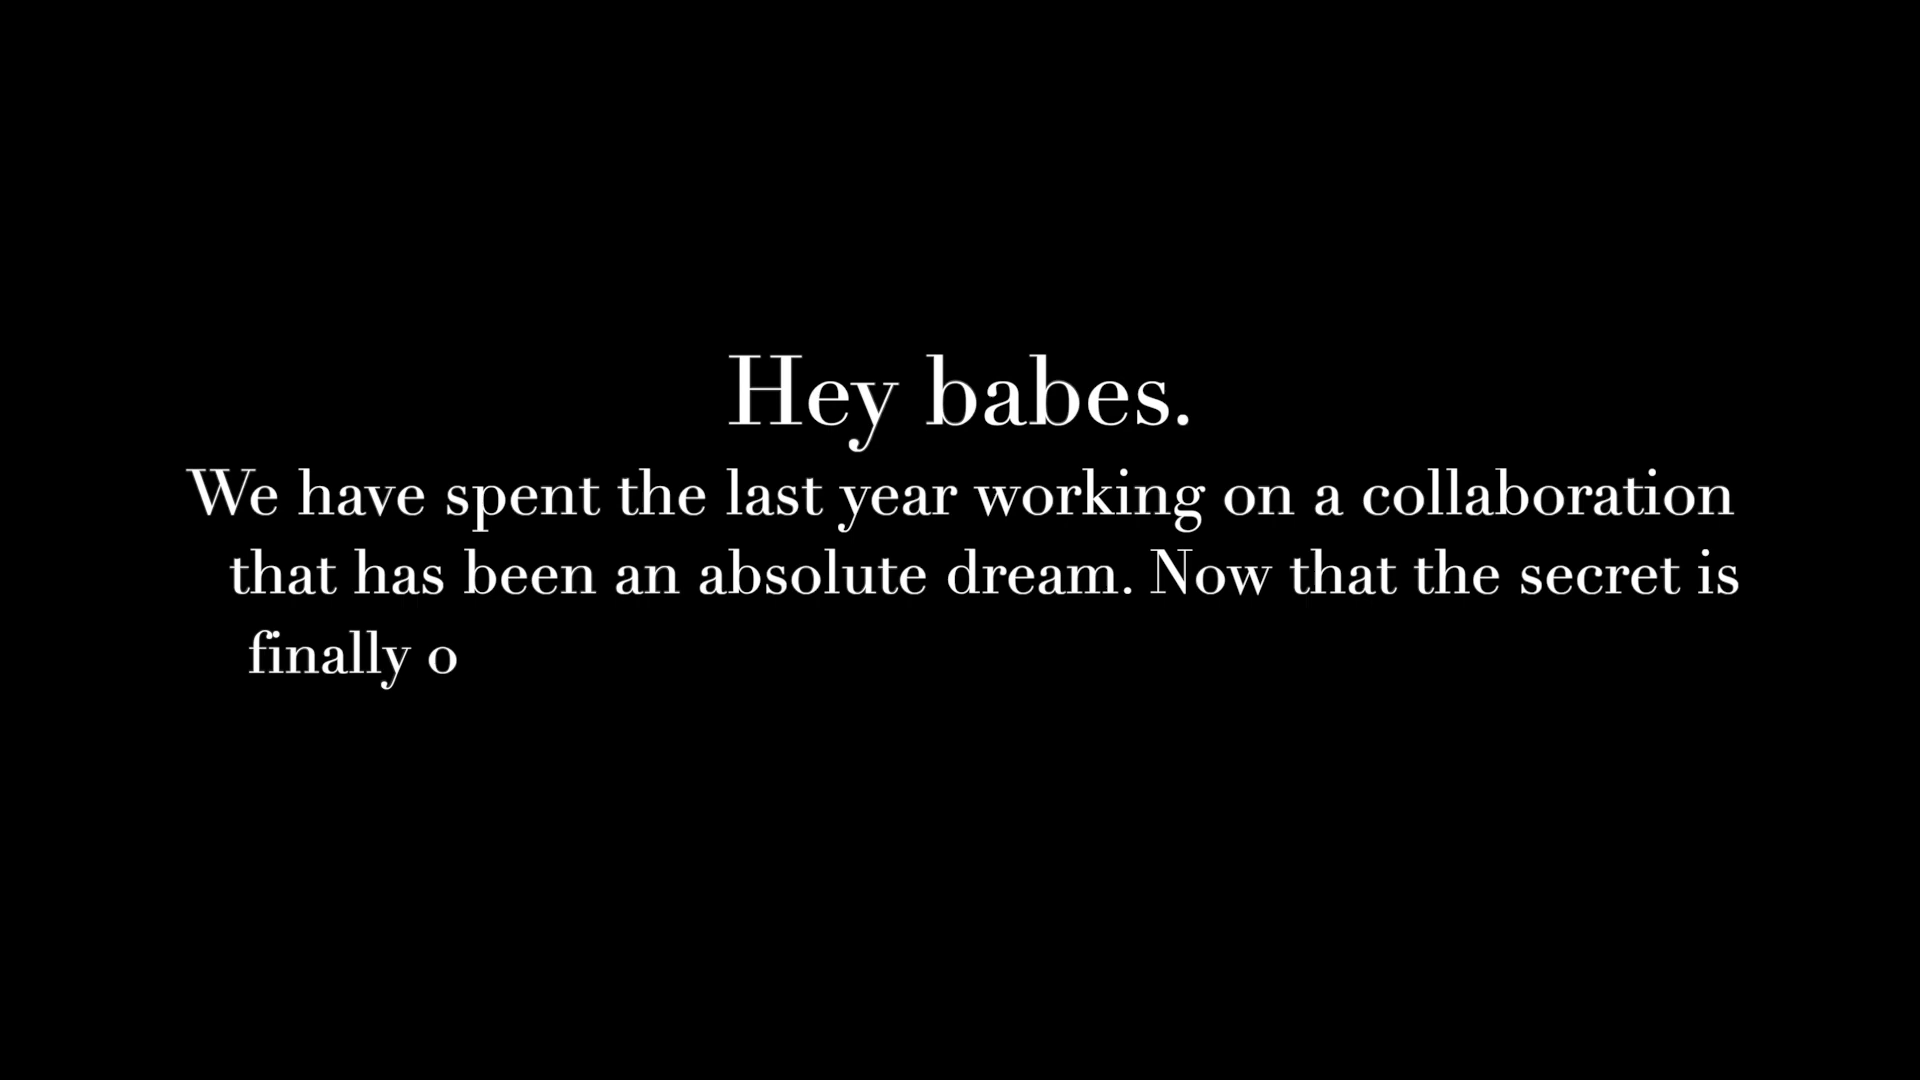 Hey babes.
We have spent the last year working on a collaboration
that has been an absolute dream. Now that the secret is
finally o